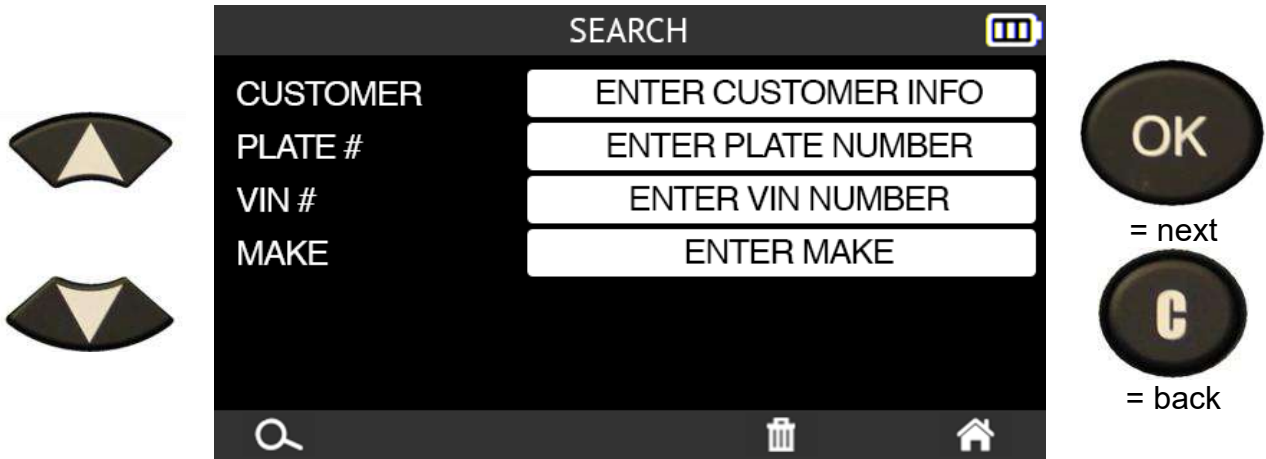 SEARCH
CUSTOMER ENTER CUSTOMER INFO
PLATE # ENTER PLATE NUMBER
VIN # ENTER VIN NUMBER
MAKE ENTER MAKE
OK
= next
C
= back